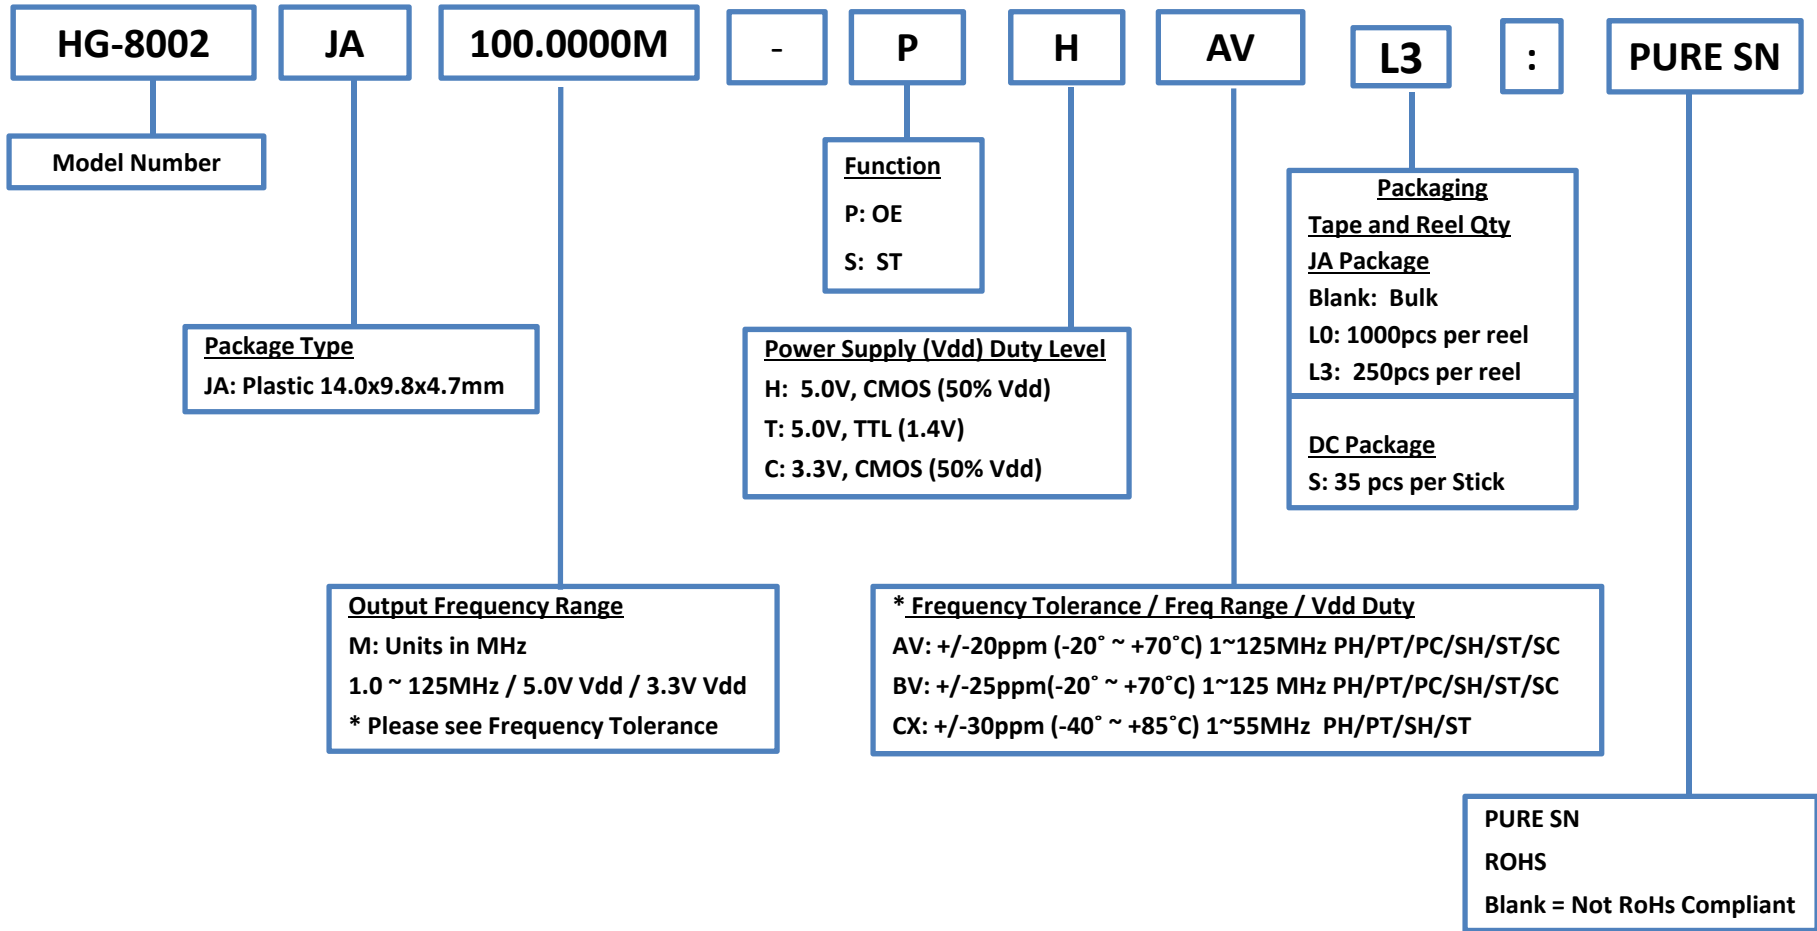 HG-8002 JA 100.0000M - P H AV L3 : PURE SN
Model Number
Function
P: OE
S: ST
Packaging
Tape and Reel Qty
JA Package
Blank: Bulk
L0: 1000pcs per reel
L3: 250pcs per reel
DC Package
S: 35 pcs per Stick
Package Type
JA: Plastic 14.0x9.8x4.7mm
Power Supply (Vdd) Duty Level
H: 5.0V, CMOS (50% Vdd)
T: 5.0V, TTL (1.4V)
C: 3.3V, CMOS (50% Vdd)
Output Frequency Range
M: Units in MHz
1.0 ~ 125MHz / 5.0V Vdd / 3.3V Vdd
* Please see Frequency Tolerance
* Frequency Tolerance / Freq Range / Vdd Duty
AV: +/-20ppm (-20˚ ~ +70˚C) 1~125MHz PH/PT/PC/SH/ST/SC
BV: +/-25ppm(-20˚ ~ +70˚C) 1~125 MHz PH/PT/PC/SH/ST/SC
CX: +/-30ppm (-40˚ ~ +85˚C) 1~55MHz PH/PT/SH/ST
PURE SN
ROHS
Blank = Not RoHs Compliant